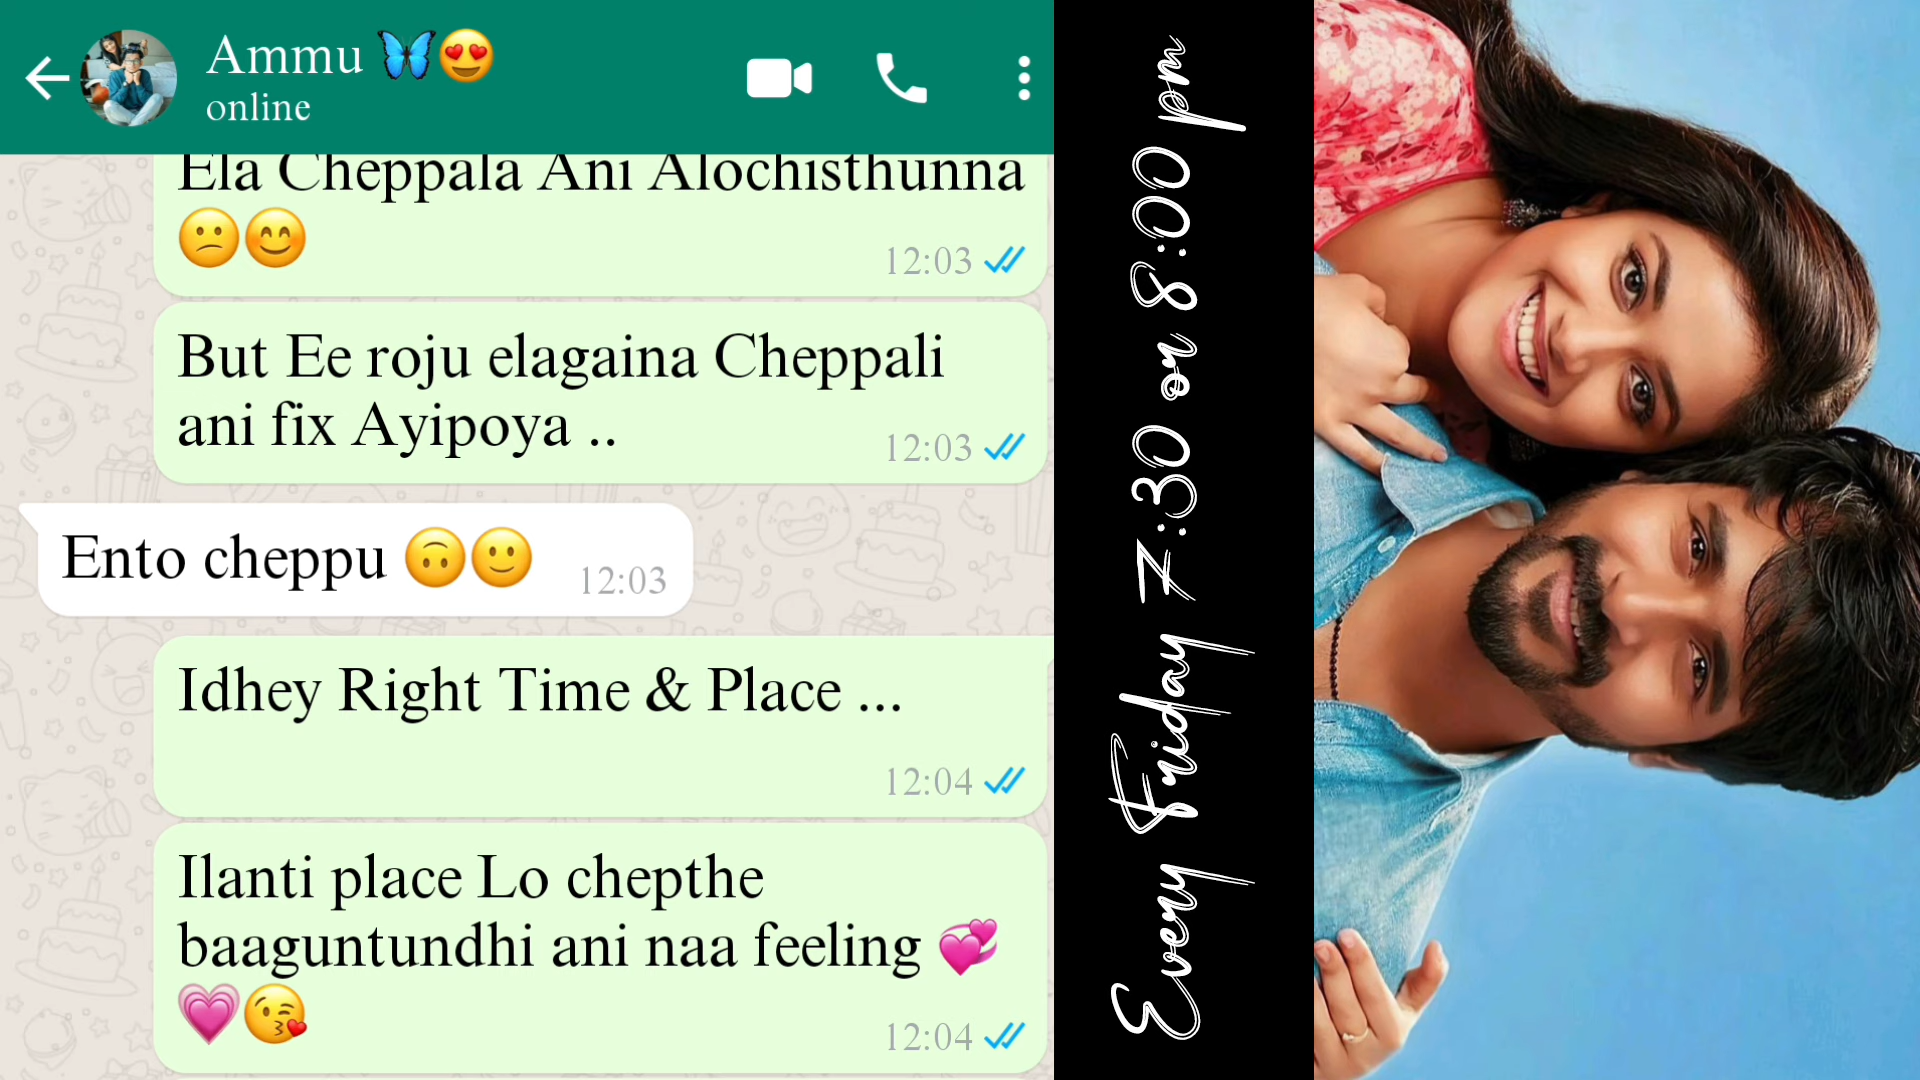 Ammu 🦋😍
online
Ela Cheppala Ani Alochisthunna
😕😊
12:03
But Ee roju elagaina Cheppali
ani fix Ayipoya ..
12:03
Ento cheppu 🙃🙂
12:03
Idhey Right Time & Place ...
12:04
Ilanti place Lo chepthe
baaguntundhi ani naa feeling 💞
💗😘
12:04
Every Friday 7:30 or 8:00 pm